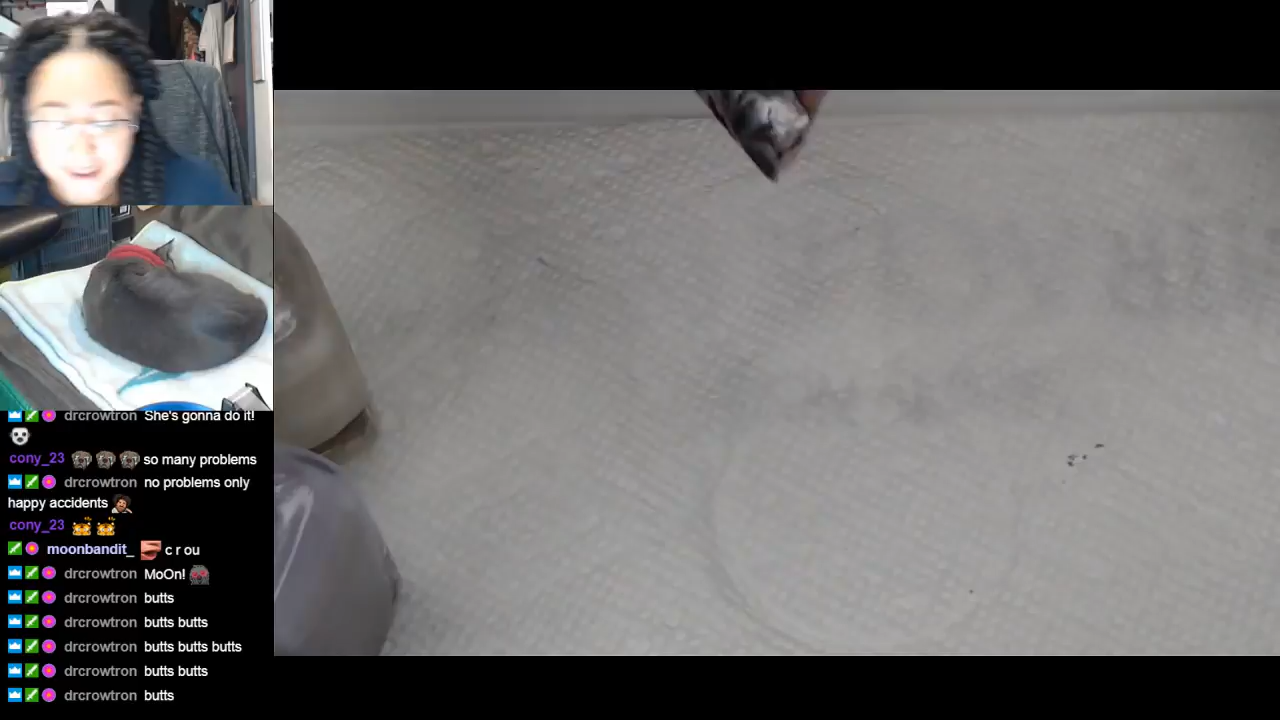 drcrowtron She's gonna do it!
cony_23 so many problems
drcrowtron no problems only
happy accidents
cony_23
moonbandit_ c r ou
drcrowtron MoOn!
drcrowtron butts
drcrowtron butts butts
drcrowtron butts butts butts
drcrowtron butts butts
drcrowtron butts